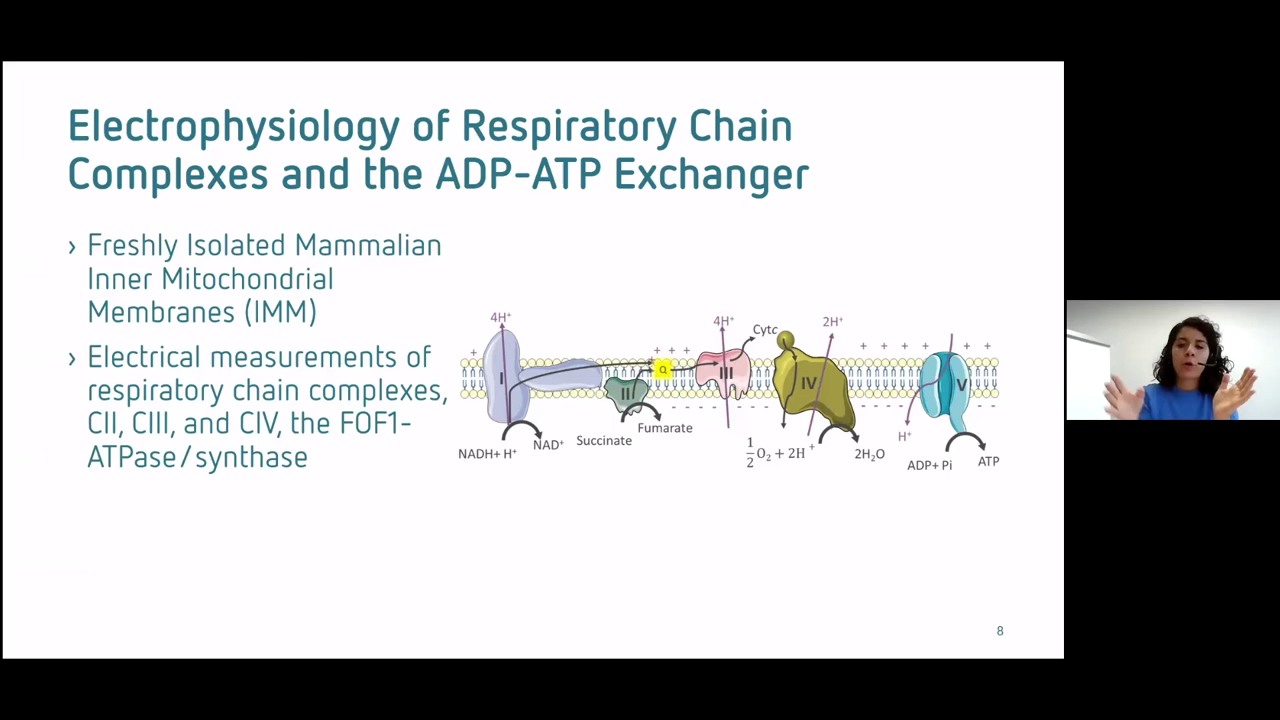 Electrophysiology of Respiratory Chain
Complexes and the ADP-ATP Exchanger
› Freshly Isolated Mammalian
Inner Mitochondrial
Membranes (IMM)
› Electrical measurements of
respiratory chain complexes,
CII, CIII, and CIV, the FOF1-
ATPase/synthase
4H⁺
4H⁺
Cytc
2H⁺
+
+ + +
+ + + + + + +
I
II
Q
III
IV
V
- - - - - -
- - - - - - -
NADH+ H⁺
NAD⁺
Succinate
Fumarate
½O₂ + 2H⁺
2H₂O
H⁺
ADP+ Pi
ATP
8